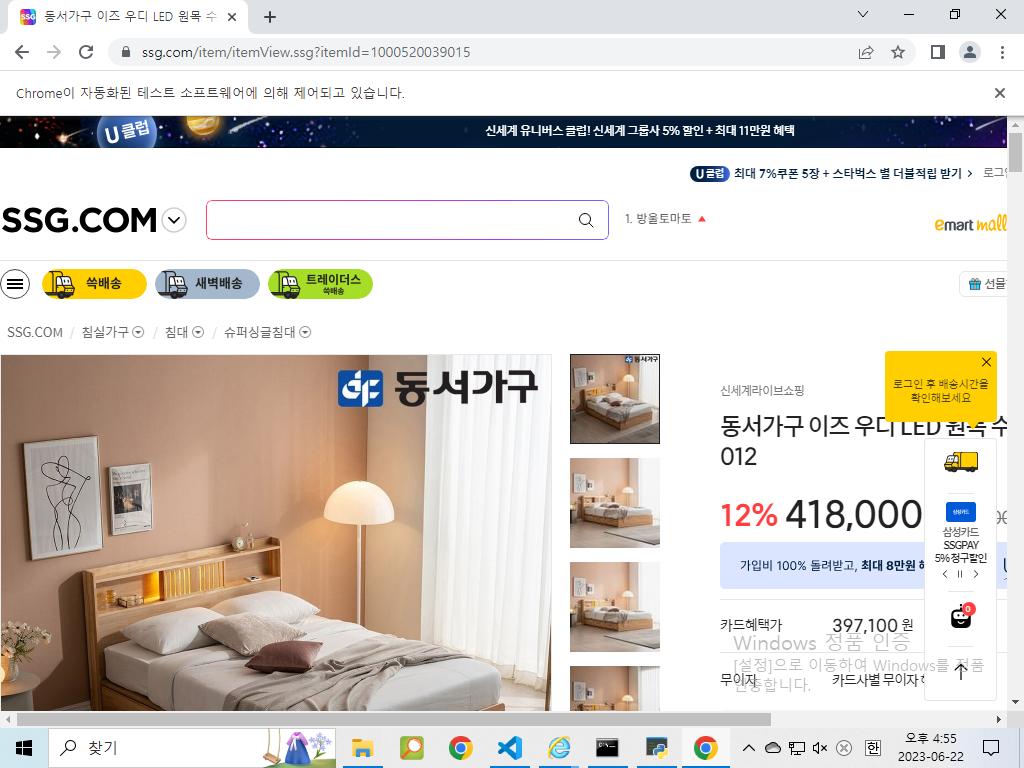 동서가구 이즈 우디 LED 원목 수
ssg.com/item/itemView.ssg?itemId=1000520039015
Chrome이 자동화된 테스트 소프트웨어에 의해 제어되고 있습니다.
U 클럽
신세계 유니버스 클럽! 신세계 그룹사 5% 할인 + 최대 11만원 혜택
U 클럽 최대 7%쿠폰 5장 + 스타벅스 별 더블적립 받기 > 로그인
SSG.COM
1. 방울토마토
emart mall
쓱배송
새벽배송
트레이더스
쓱배송
선물
SSG.COM / 침실가구 / 침대 / 슈퍼싱글침대
동서가구
동서가구
로그인 후 배송시간을
확인해보세요
신세계라이브쇼핑
동서가구 이즈 우디 LED 원목 수
012
12% 418,000
삼성카드
삼성카드
SSGPAY
5% 청구할인
가입비 100% 돌려받고, 최대 8만원
0
카드혜택가 397,100 원
Windows 정품 인증
[설정]으로 이동하여 Windows를 정품
인증합니다.
무이자 카드사별 무이자
찾기
한
오후 4:55
2023-06-22